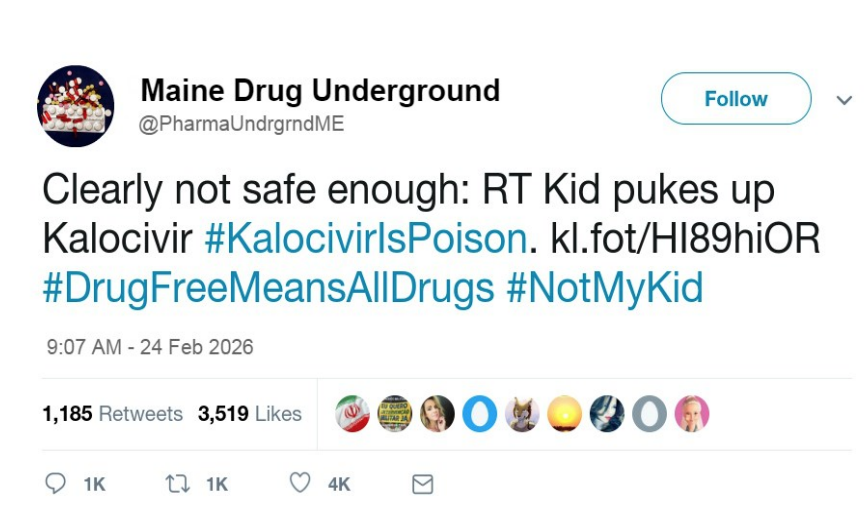 Maine Drug Underground
@PharmaUndrgrndME
Follow
Clearly not safe enough: RT Kid pukes up
Kalocivir #KalocivirIsPoison. kl.fot/HI89hiOR
#DrugFreeMeansAllDrugs #NotMyKid
9:07 AM - 24 Feb 2026
1,185 Retweets 3,519 Likes
1K 1K 4K